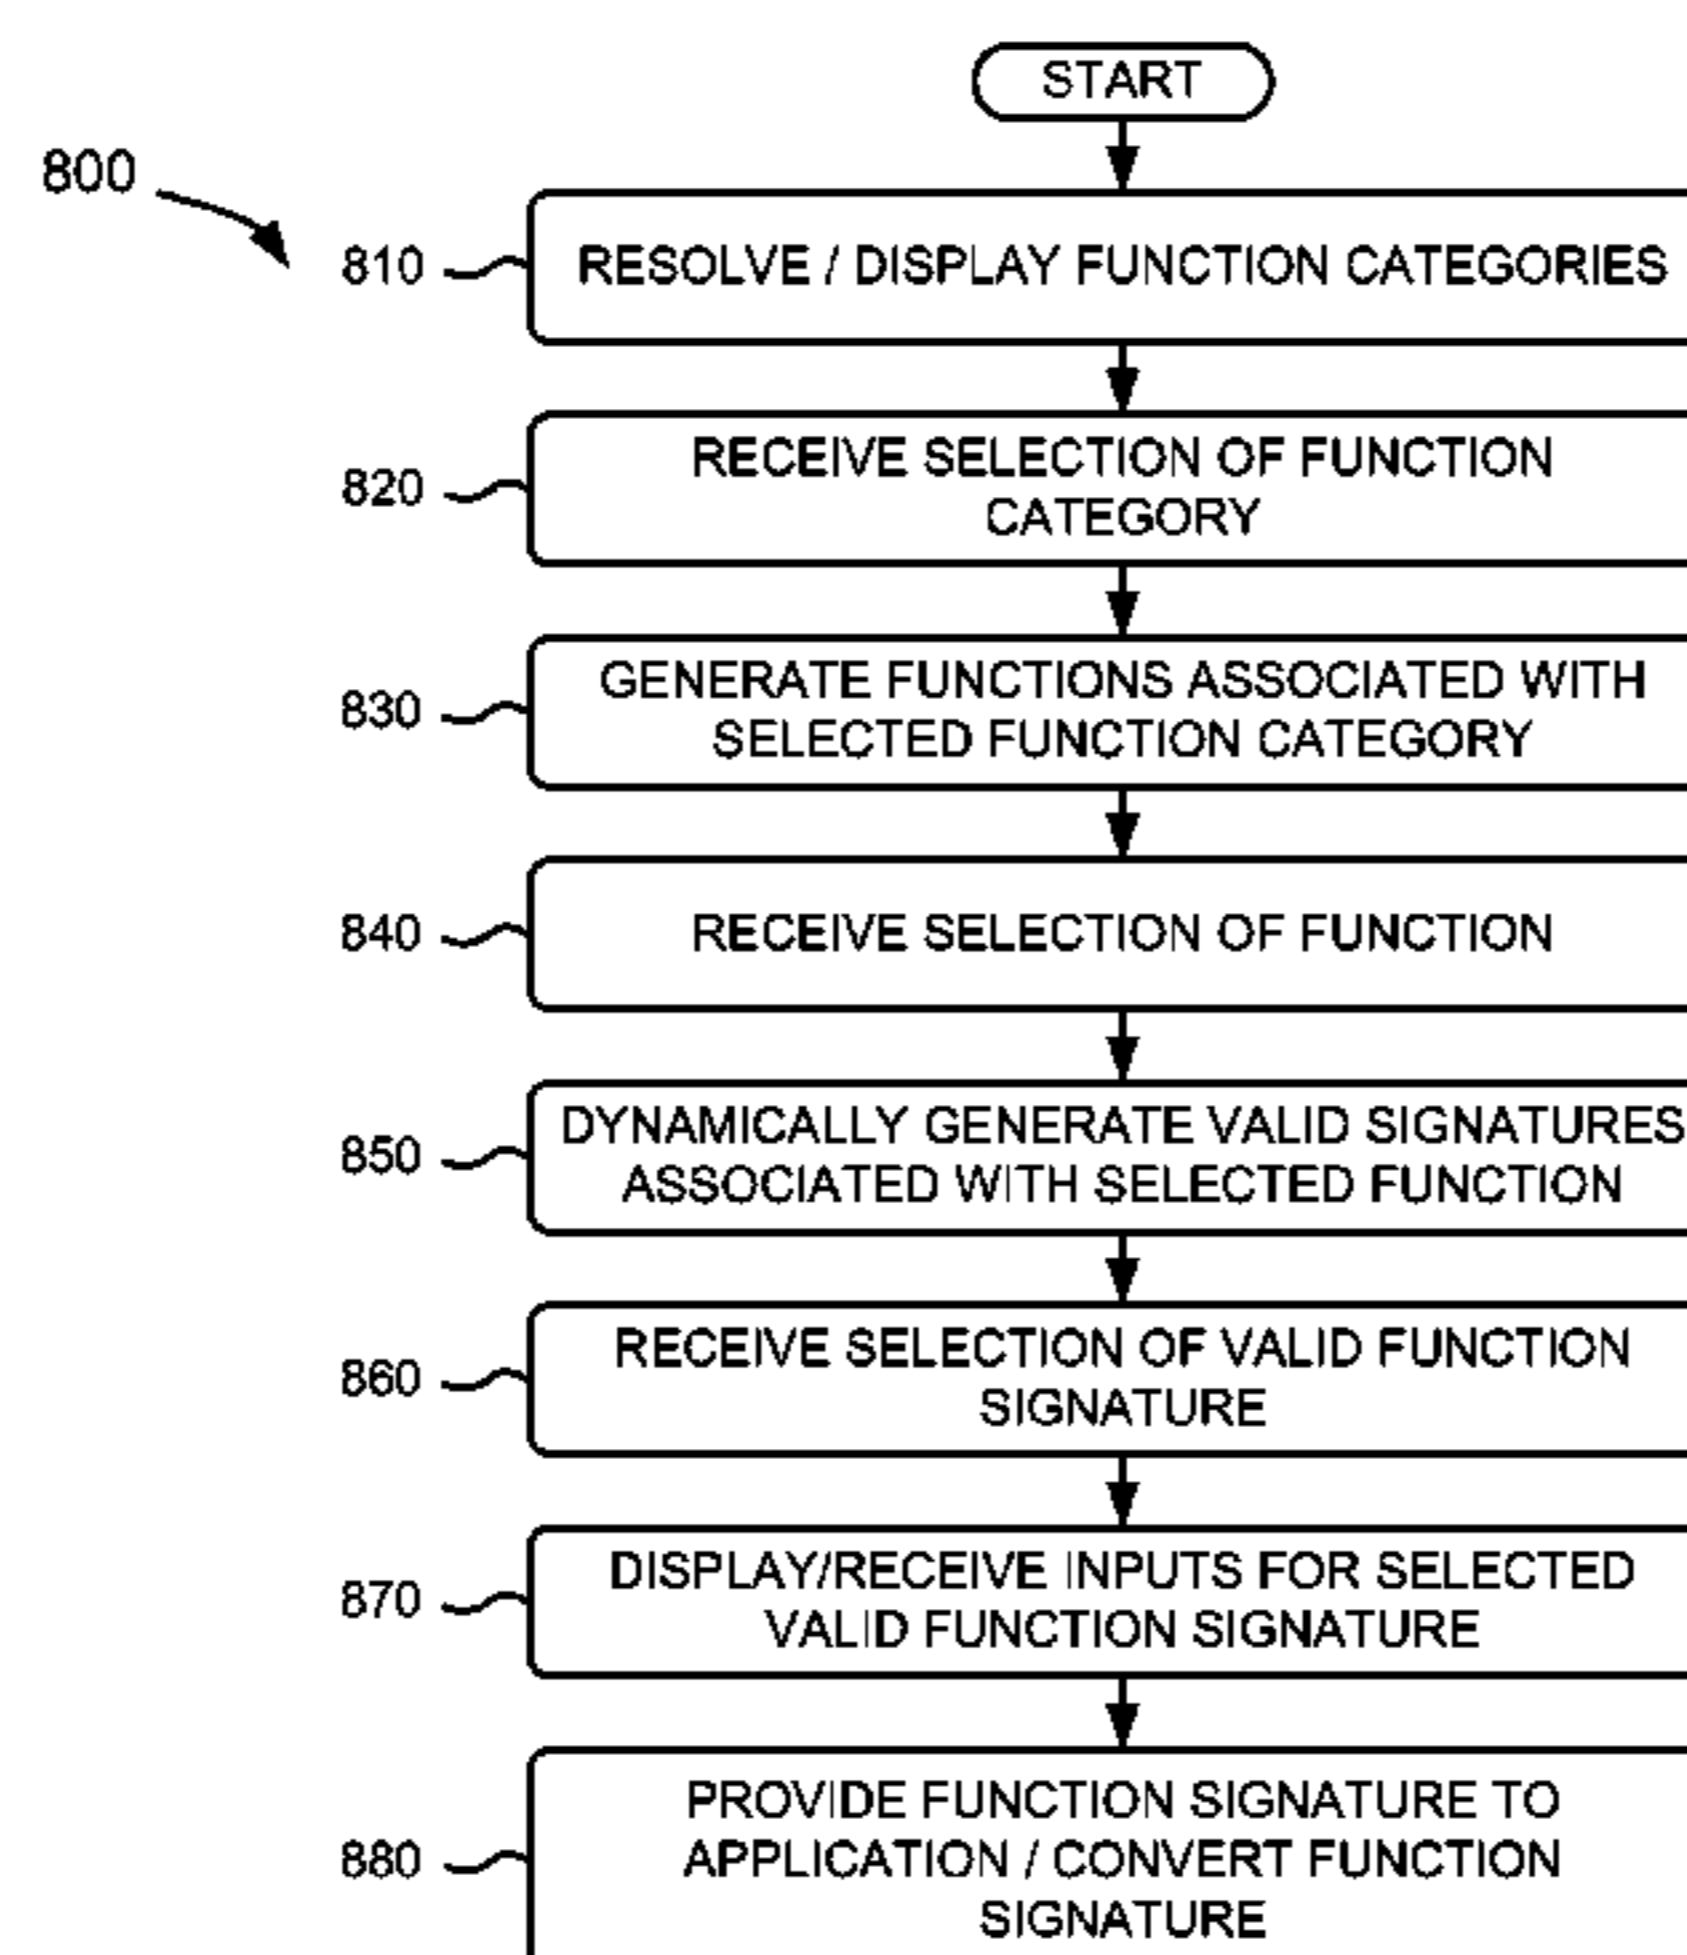 START
800
810
RESOLVE / DISPLAY FUNCTION CATEGORIES
820
RECEIVE SELECTION OF FUNCTION
CATEGORY
830
GENERATE FUNCTIONS ASSOCIATED WITH
SELECTED FUNCTION CATEGORY
840
RECEIVE SELECTION OF FUNCTION
850
DYNAMICALLY GENERATE VALID SIGNATURES
ASSOCIATED WITH SELECTED FUNCTION
860
RECEIVE SELECTION OF VALID FUNCTION
SIGNATURE
870
DISPLAY/RECEIVE INPUTS FOR SELECTED
VALID FUNCTION SIGNATURE
880
PROVIDE FUNCTION SIGNATURE TO
APPLICATION / CONVERT FUNCTION
SIGNATURE